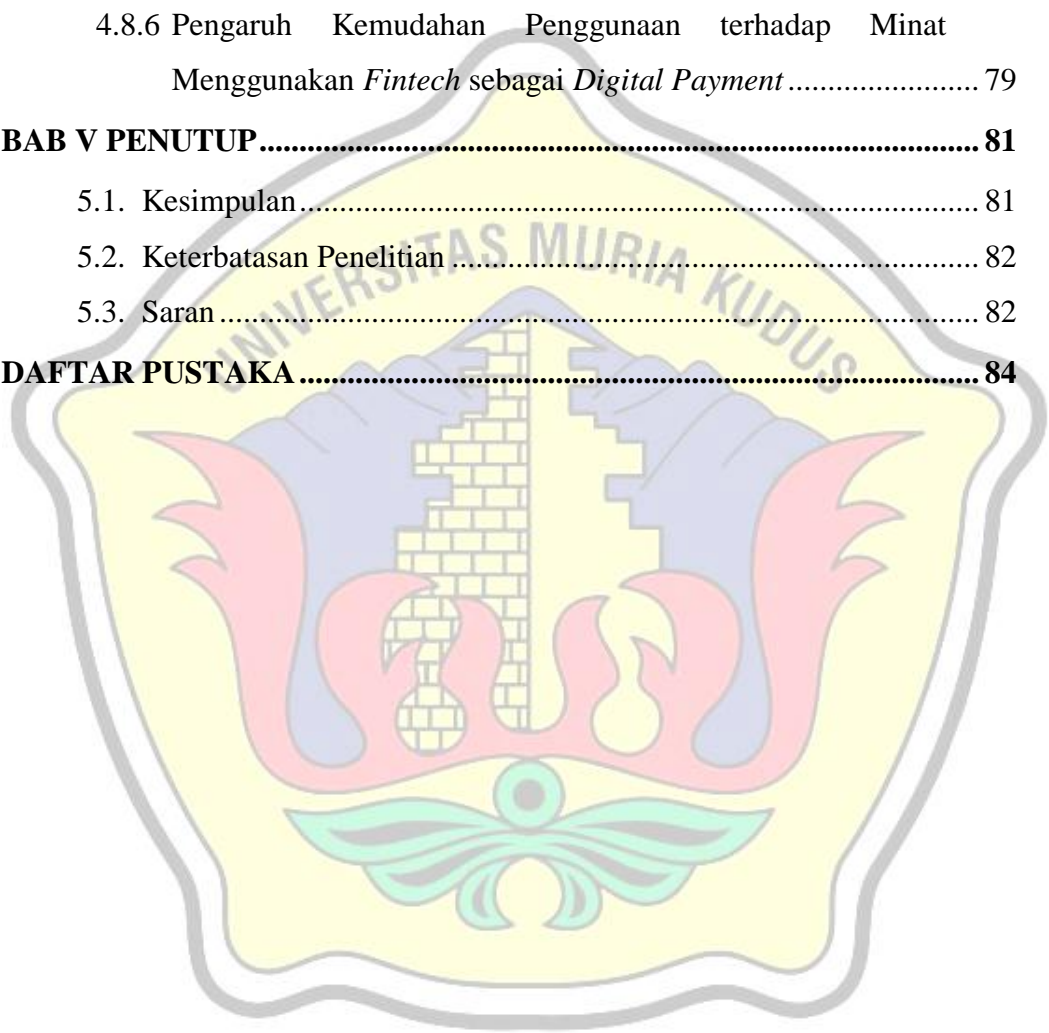 4.8.6 Pengaruh Kemudahan Penggunaan terhadap Minat
Menggunakan Fintech sebagai Digital Payment ........................ 79
BAB V PENUTUP ............................................................................................ 81
5.1. Kesimpulan ...................................................................................... 81
5.2. Keterbatasan Penelitian ................................................................... 82
5.3. Saran ................................................................................................ 82
DAFTAR PUSTAKA ....................................................................................... 84
UNIVERSITAS MURIA KUDUS